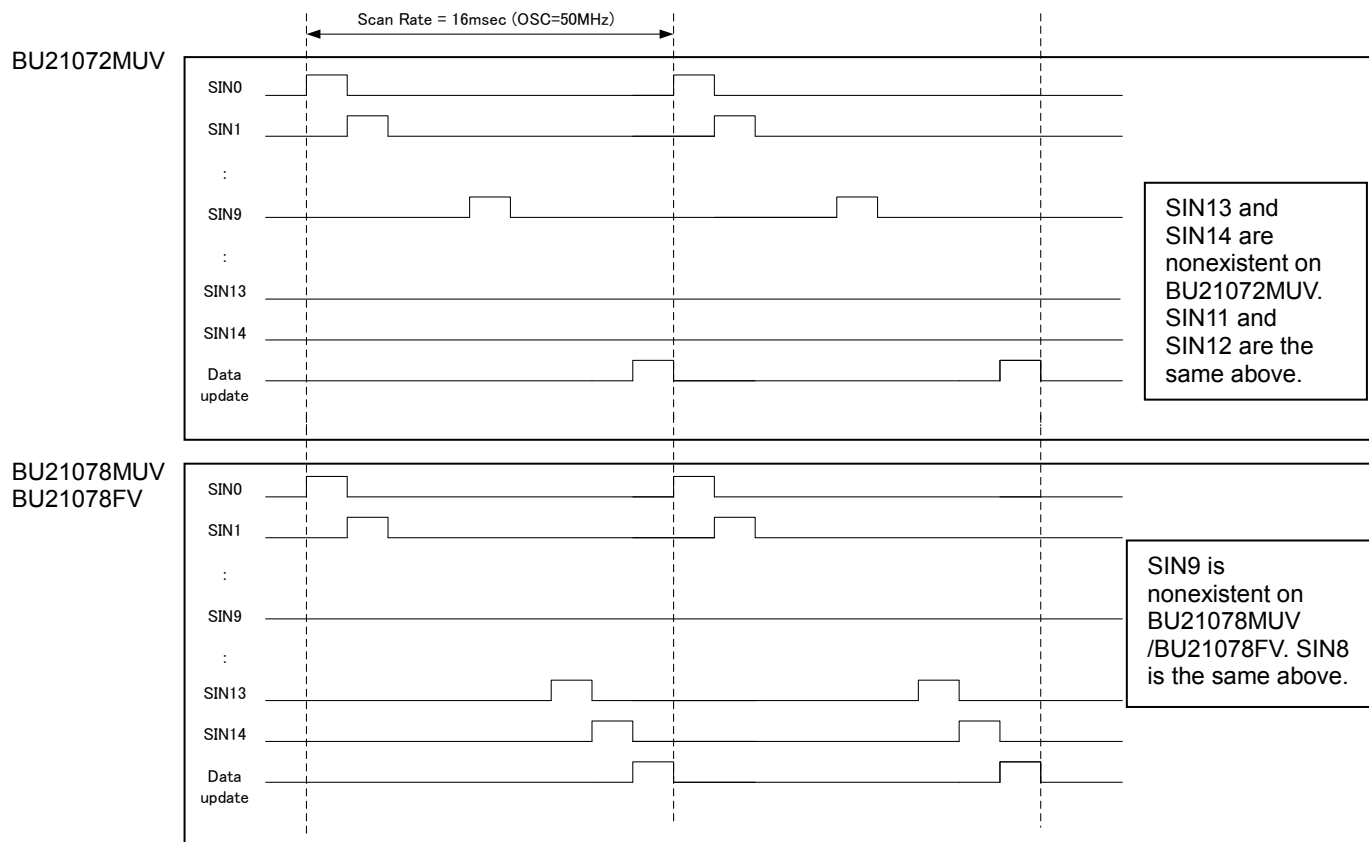 Scan Rate = 16msec (OSC=50MHz)
BU21072MUV
SIN0
SIN1
:
SIN9
:
SIN13
SIN14
Data
update
SIN13 and
SIN14 are
nonexistent on
BU21072MUV.
SIN11 and
SIN12 are the
same above.
BU21078MUV
BU21078FV
SIN0
SIN1
:
SIN9
:
SIN13
SIN14
Data
update
SIN9 is
nonexistent on
BU21078MUV
/BU21078FV. SIN8
is the same above.